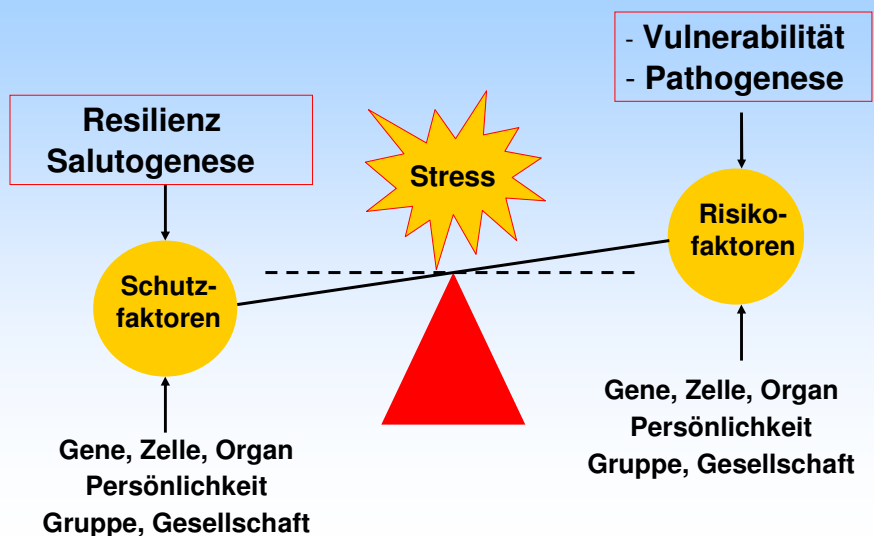 Resilienz
Salutogenese
Schutz-
faktoren
Gene, Zelle, Organ
Persönlichkeit
Gruppe, Gesellschaft
Stress
- Vulnerabilität
- Pathogenese
Risiko-
faktoren
Gene, Zelle, Organ
Persönlichkeit
Gruppe, Gesellschaft